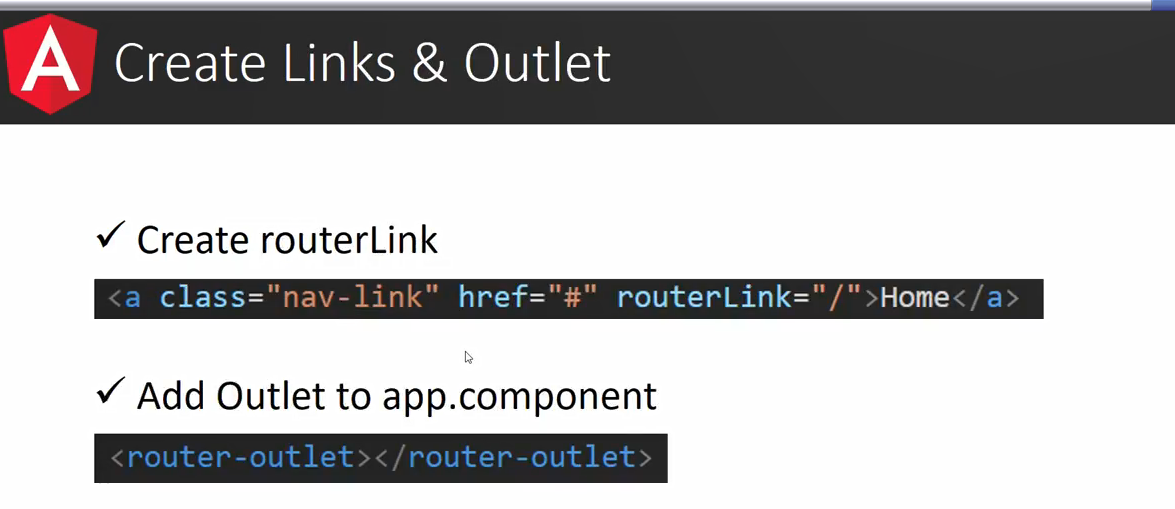 Create Links & Outlet
✓ Create routerLink
<a class="nav-link" href="#" routerLink="/">Home</a>
✓ Add Outlet to app.component
<router-outlet></router-outlet>